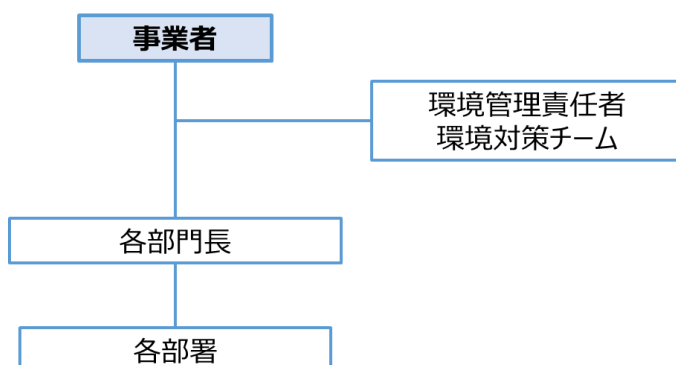 事業者
環境管理責任者
環境対策チーム
各部門長
各部署